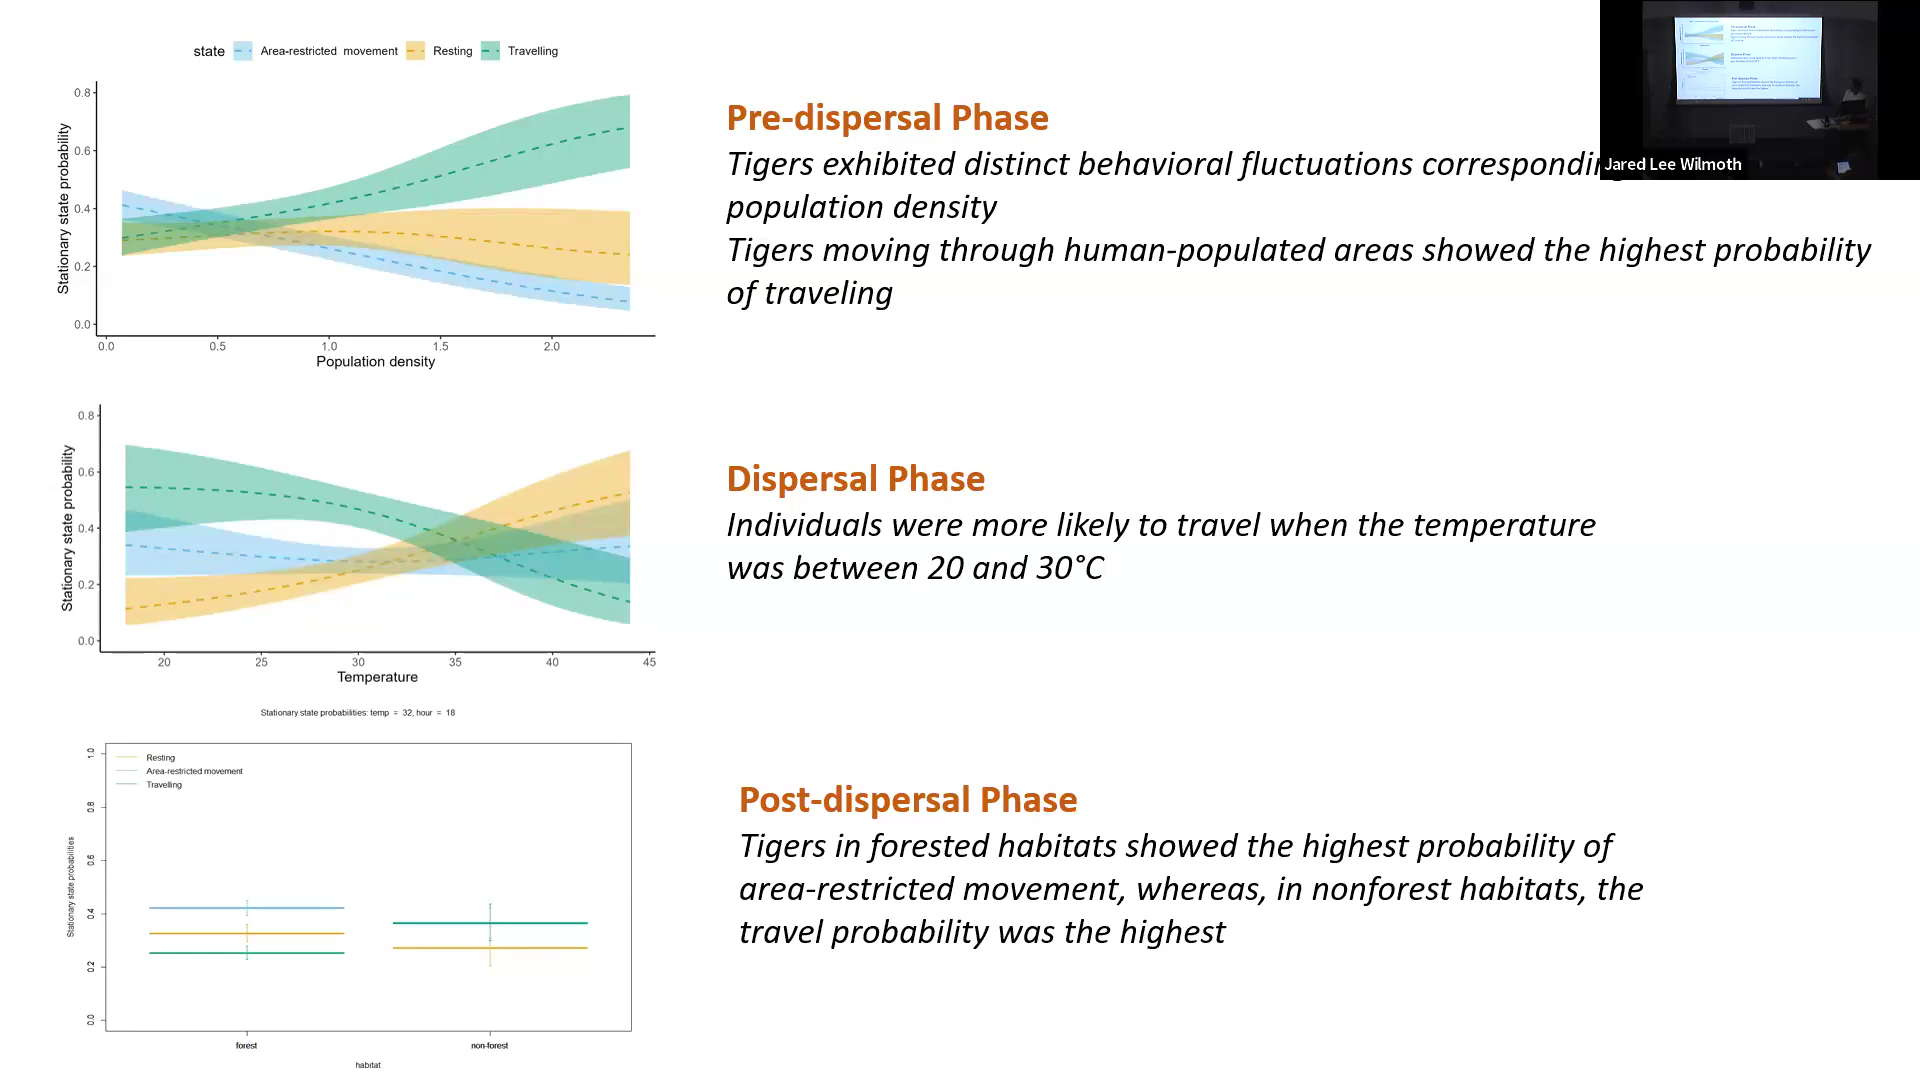 state Area-restricted movement Resting Travelling
0.8
0.6
0.4
0.2
0.0
Stationary state probability
0.0 0.5 1.0 1.5 2.0
Population density
Pre-dispersal Phase
Tigers exhibited distinct behavioral fluctuations corresponding
population density
Tigers moving through human-populated areas showed the highest probability
of traveling
Jared Lee Wilmoth
0.8
0.6
0.4
0.2
0.0
Stationary state probability
20 25 30 35 40 45
Temperature
Dispersal Phase
Individuals were more likely to travel when the temperature
was between 20 and 30°C
Stationary state probabilities: temp = 32, hour = 18
Resting
Area-restricted movement
Travelling
1.0
0.8
0.6
0.4
0.2
0.0
Stationary state probabilities
forest non-forest
habitat
Post-dispersal Phase
Tigers in forested habitats showed the highest probability of
area-restricted movement, whereas, in nonforest habitats, the
travel probability was the highest